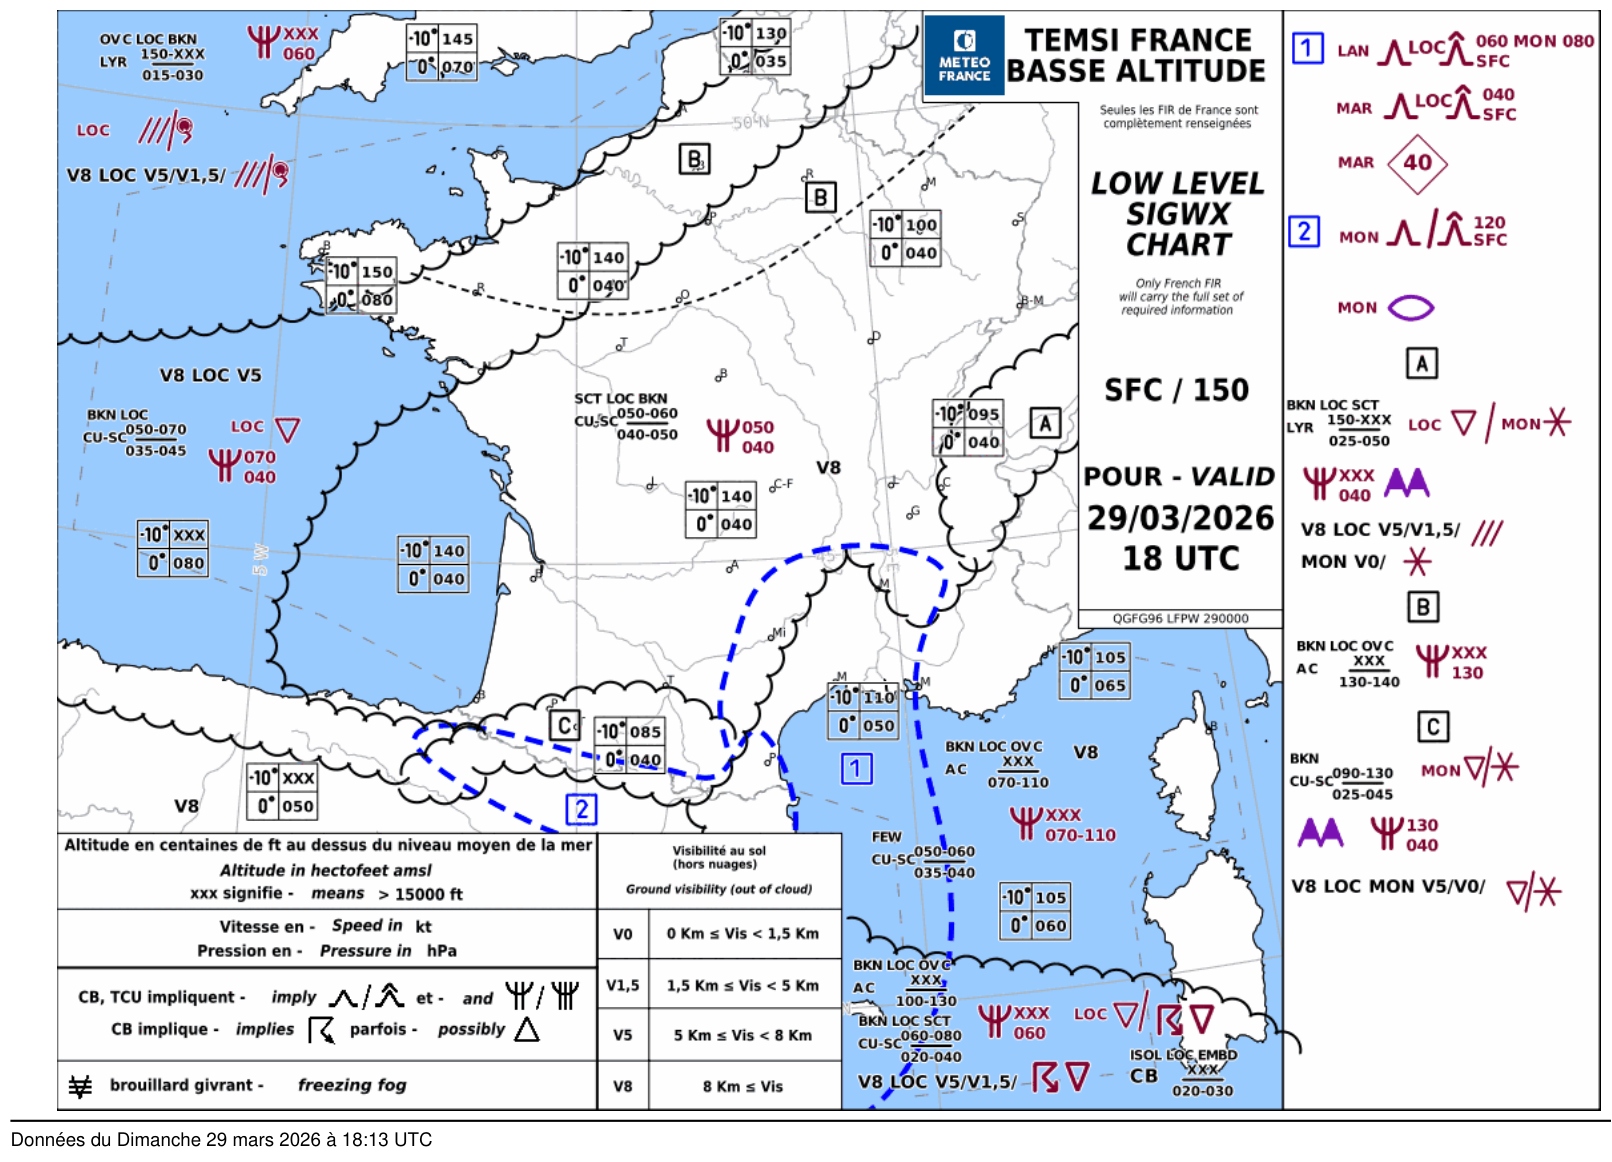 OVC LOC BKN
LYR 150-XXX
015-030
XXX
060
-10° 145
0° 070
-10° 130
0° 035
LOC
V8 LOC V5/V1,5/
50°N
B
B
-10° 100
0° 040
-10° 150
0° 080
-10° 140
0° 040
V8 LOC V5
BKN LOC
CU-SC 050-070
035-045
LOC
070
040
SCT LOC BKN
CU-SC 050-060
040-050
050
040
V8
-10° 095
0° 040
A
-10° XXX
0° 080
5°W
-10° 140
0° 040
-10° 140
0° 040
C
-10° 085
0° 040
-10° XXX
0° 050
V8
2
-10° 110
0° 050
1
-10° 105
0° 065
BKN LOC OVC
AC XXX
070-110
V8
XXX
070-110
FEW
CU-SC 050-060
035-040
-10° 105
0° 060
BKN LOC OVC
AC XXX
100-130
BKN LOC SCT
CU-SC 060-080
020-040
XXX
060
LOC
V8 LOC V5/V1,5/
ISOL LOC EMBD
CB XXX
020-030
METEO
FRANCE
TEMSI FRANCE
BASSE ALTITUDE
Seules les FIR de France sont
complètement renseignées
LOW LEVEL
SIGWX
CHART
Only French FIR
will carry the full set of
required information
SFC / 150
POUR - VALID
29/03/2026
18 UTC
QGFG96 LFPW 290000
1 LAN LOC 060 MON 080
SFC
MAR LOC 040
SFC
MAR 40
2 MON / 120
SFC
MON
A
BKN LOC SCT
LYR 150-XXX
025-050
LOC / MON
XXX
040
V8 LOC V5/V1,5/
MON V0/
B
BKN LOC OVC
AC XXX
130-140
XXX
130
C
BKN
CU-SC 090-130
025-045
MON
130
040
V8 LOC MON V5/V0/
Altitude en centaines de ft au dessus du niveau moyen de la mer
Altitude in hectofeet amsl
xxx signifie - means > 15000 ft
Vitesse en - Speed in kt
Pression en - Pressure in hPa
CB, TCU impliquent - imply / et - and /
CB implique - implies parfois - possibly
brouillard givrant - freezing fog
Visibilité au sol
(hors nuages)
Ground visibility (out of cloud)
V0 0 Km ≤ Vis < 1,5 Km
V1,5 1,5 Km ≤ Vis < 5 Km
V5 5 Km ≤ Vis < 8 Km
V8 8 Km ≤ Vis
Données du Dimanche 29 mars 2026 à 18:13 UTC